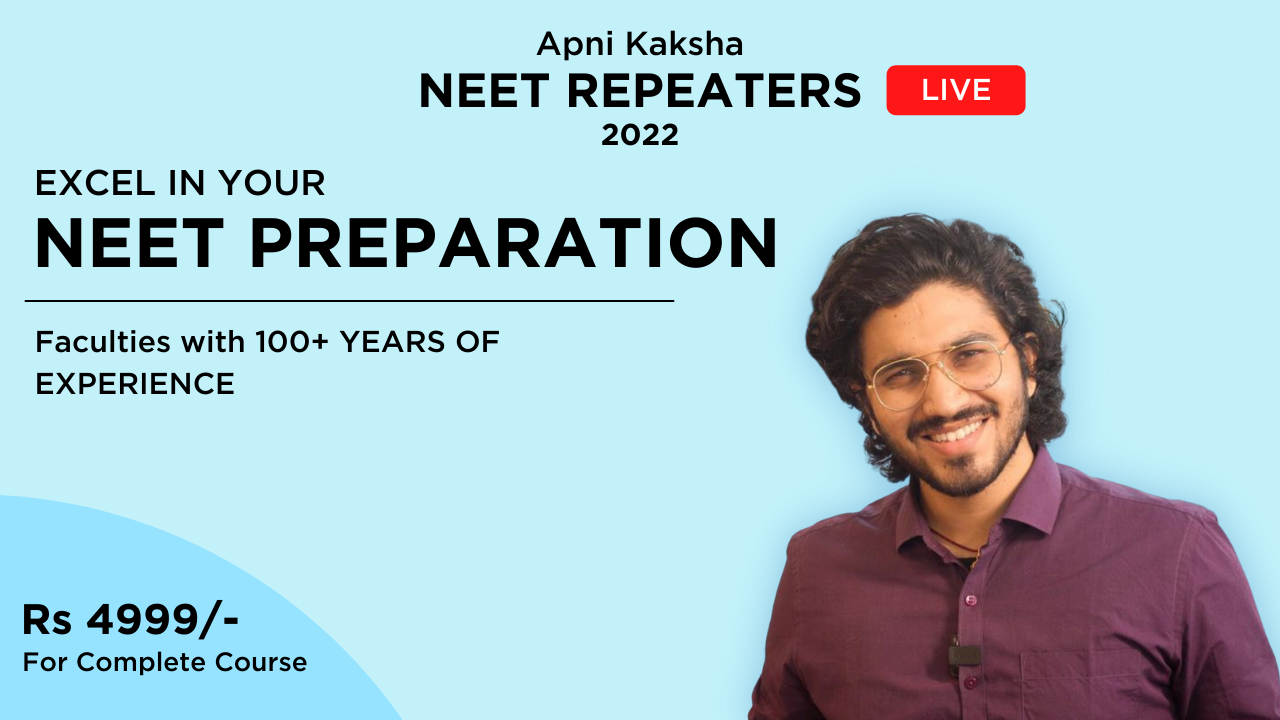 Apni Kaksha
NEET REPEATERS LIVE
2022
EXCEL IN YOUR
NEET PREPARATION
Faculties with 100+ YEARS OF
EXPERIENCE
Rs 4999/-
For Complete Course